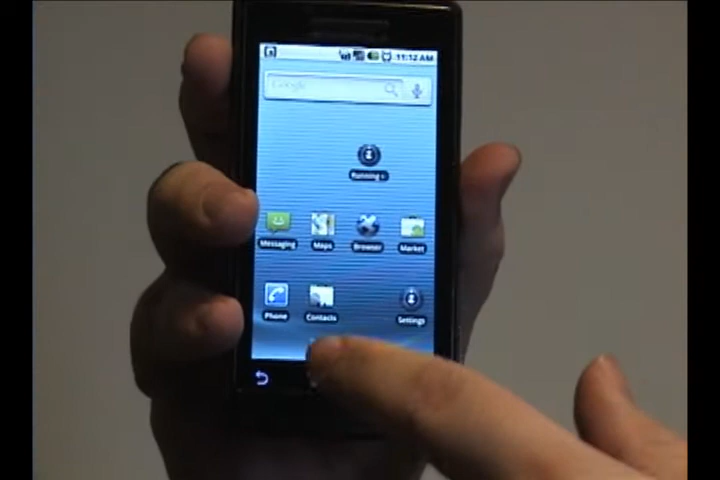 11:12 AM
Google
Running
Messaging Maps Browser Market
Phone Contacts Settings